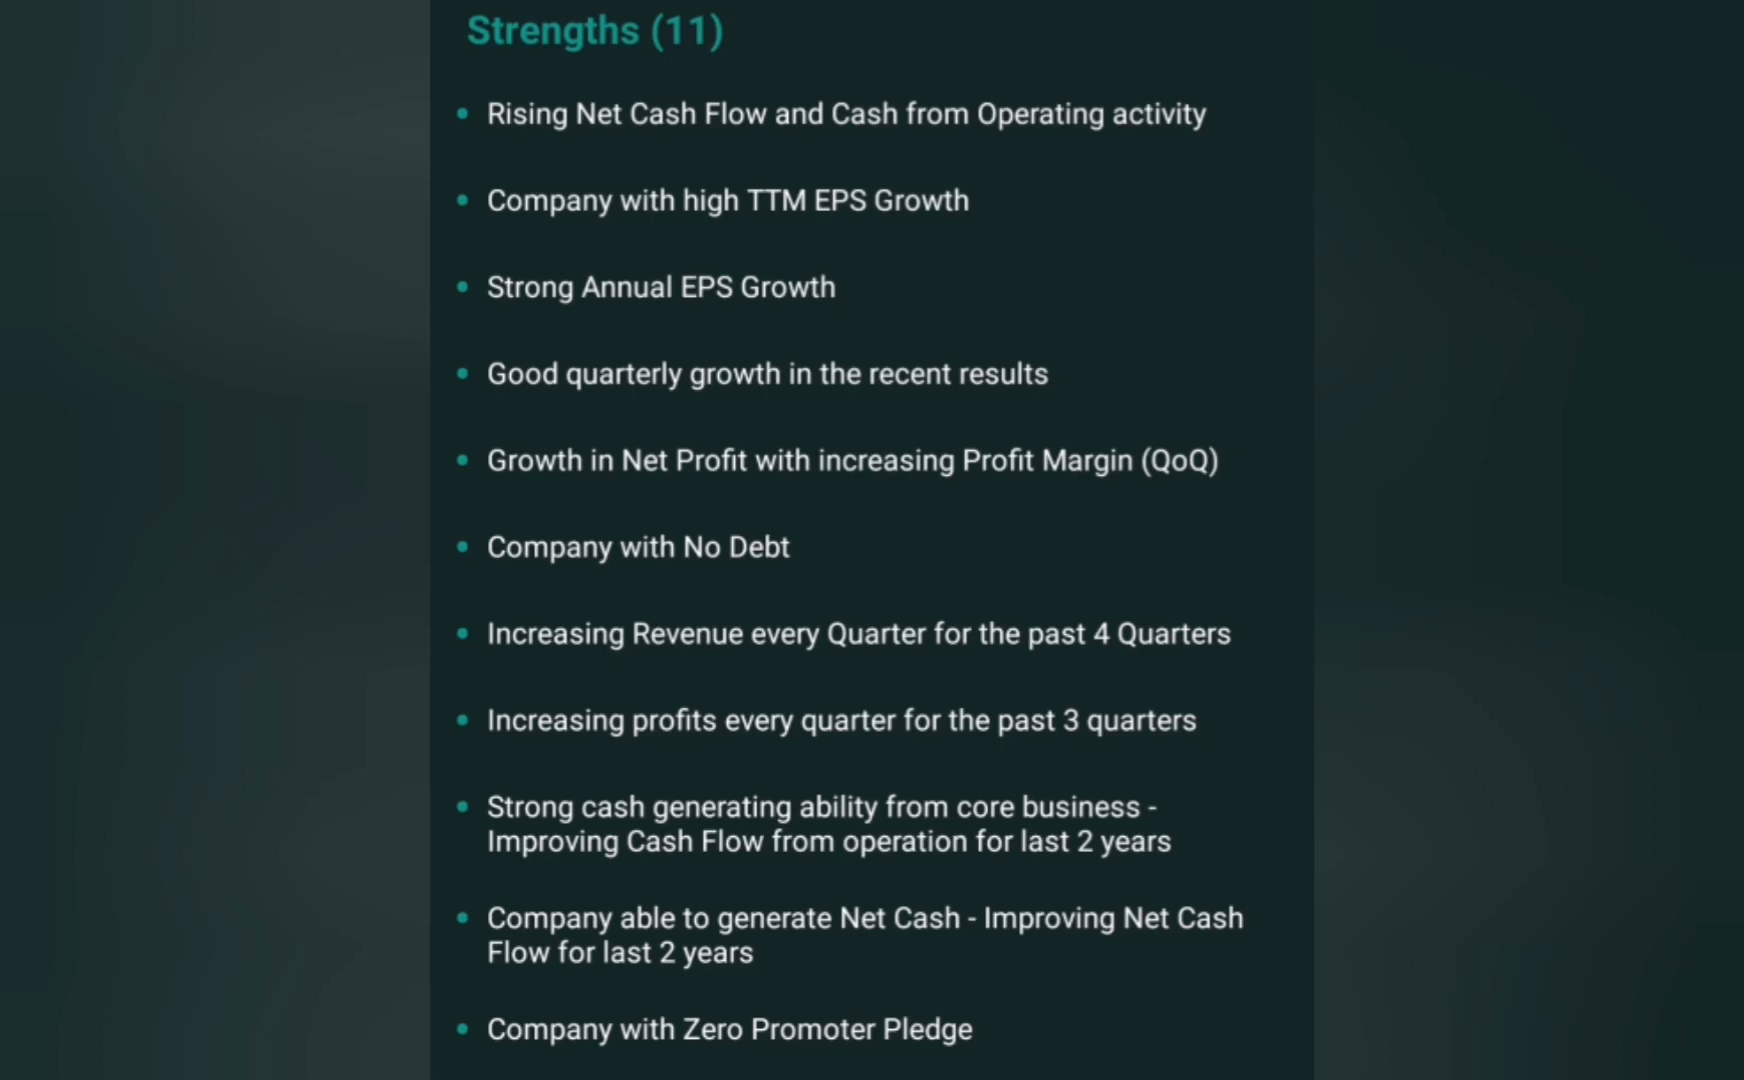 Strengths (11)
Rising Net Cash Flow and Cash from Operating activity
Company with high TTM EPS Growth
Strong Annual EPS Growth
Good quarterly growth in the recent results
Growth in Net Profit with increasing Profit Margin (QoQ)
Company with No Debt
Increasing Revenue every Quarter for the past 4 Quarters
Increasing profits every quarter for the past 3 quarters
Strong cash generating ability from core business -
Improving Cash Flow from operation for last 2 years
Company able to generate Net Cash - Improving Net Cash
Flow for last 2 years
Company with Zero Promoter Pledge